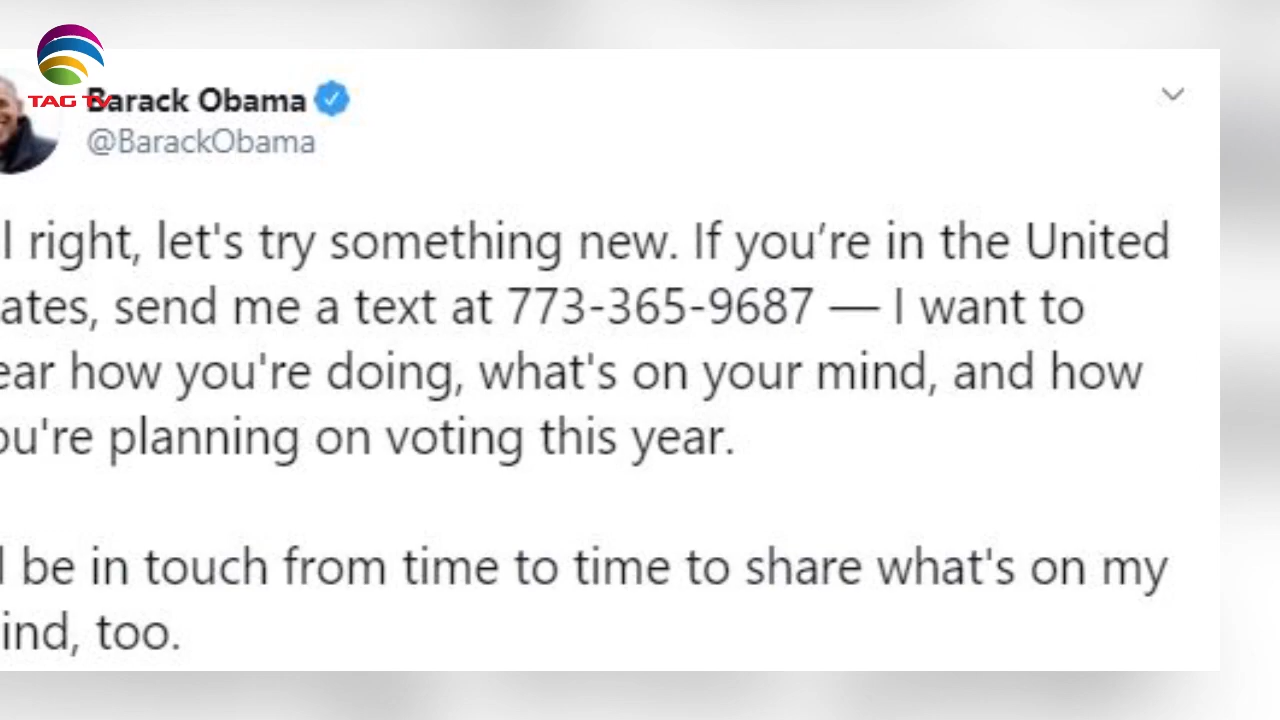 TAG TV
Barack Obama
@BarackObama
l right, let's try something new. If you’re in the United
ates, send me a text at 773-365-9687 — I want to
ear how you're doing, what's on your mind, and how
ou're planning on voting this year.
l be in touch from time to time to share what's on my
ind, too.